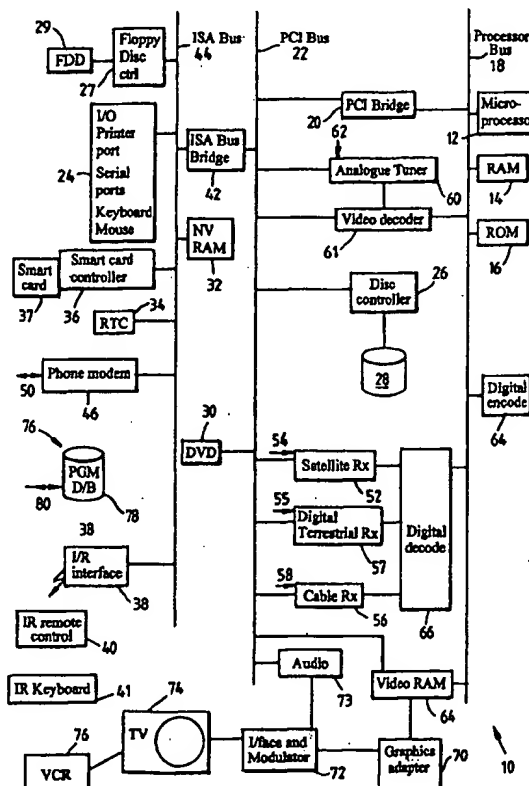 29
FDD
Floppy
Disc
ctrl
27
ISA Bus
44
PCI Bus
22
Processor
Bus
18
I/O
Printer
port
Serial
ports
Keyboard
Mouse
24
ISA Bus
Bridge
42
PCI Bridge
20
Micro-
processor
12
62
Analogue Tuner
60
RAM
14
Video decoder
61
ROM
16
NV
RAM
32
Smart card
controller
36
Smart
card
37
RTC
34
Disc
controller
26
28
Phone modem
46
50
Digital
encode
64
76
PGM
D/B
78
80
30
DVD
54
Satellite Rx
52
55
Digital
Terrestrial Rx
57
58
Cable Rx
56
Digital
decode
66
38
I/R
interface
38
IR remote
control
40
IR Keyboard
41
Audio
73
Video RAM
64
74
TV
76
VCR
I/face and
Modulator
72
Graphics
adapter
70
10